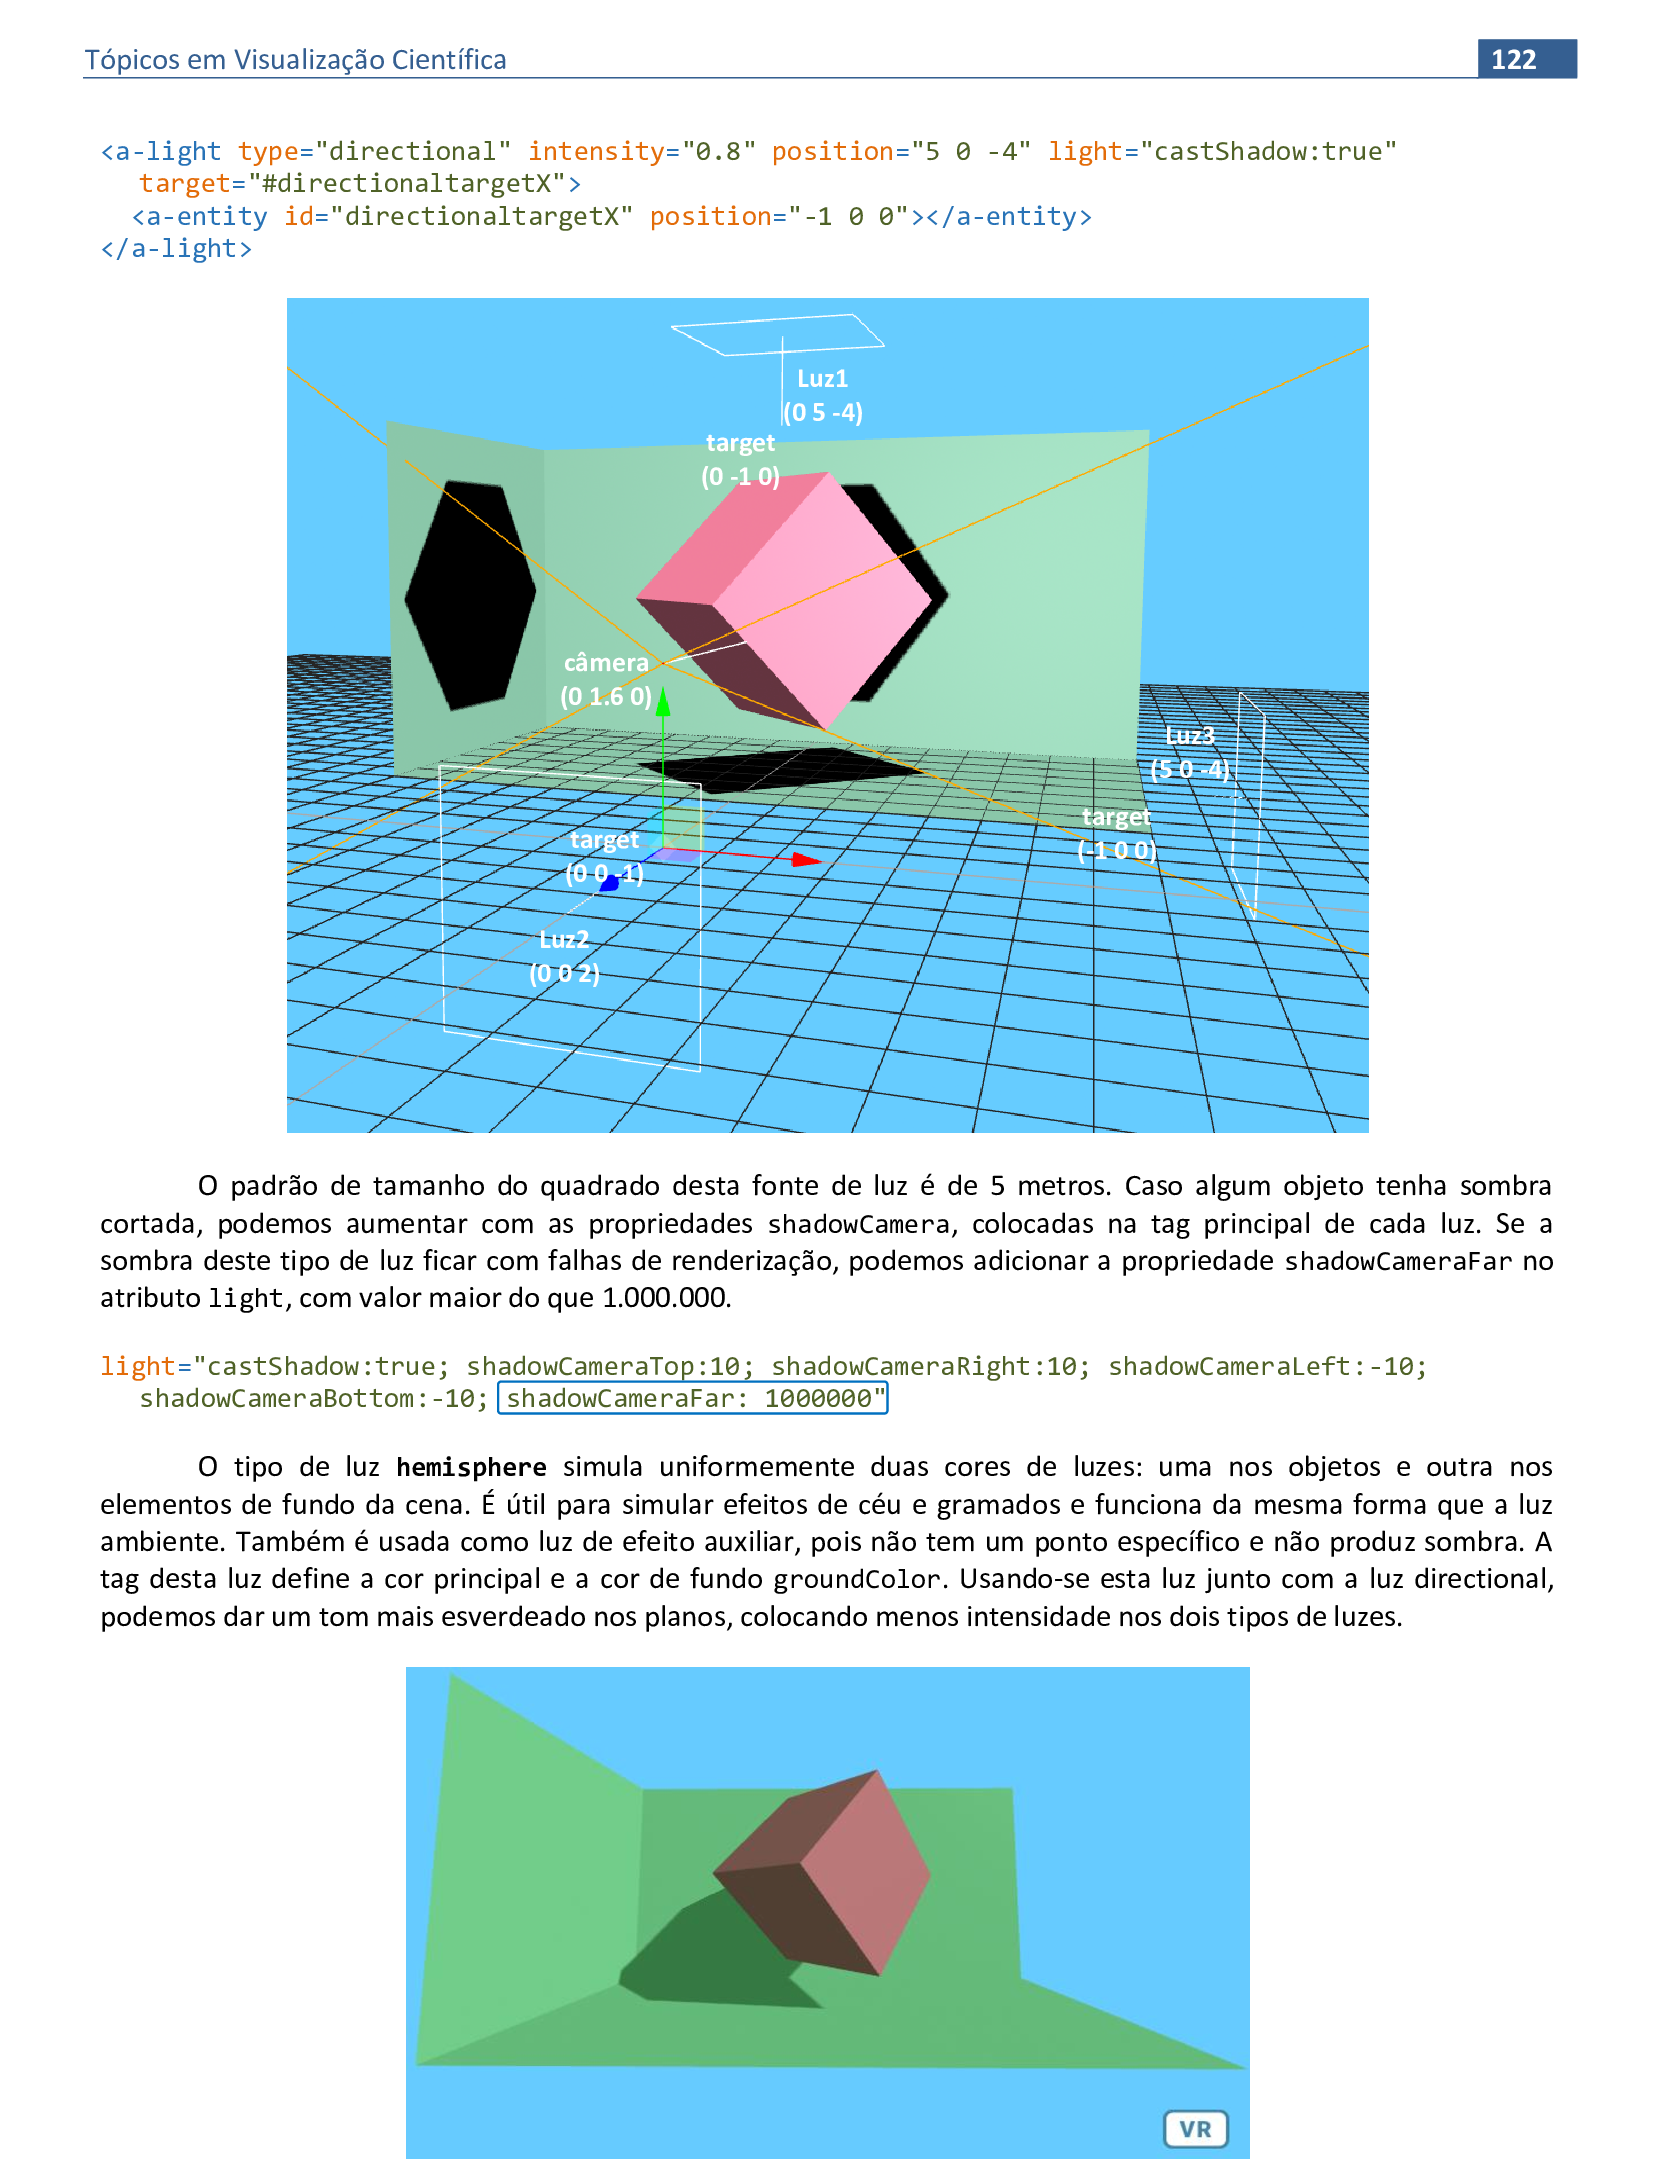 Tópicos em Visualização Científica 122
<a-light type="directional" intensity="0.8" position="5 0 -4" light="castShadow:true"
target="#directionaltargetX">
<a-entity id="directionaltargetX" position="-1 0 0"></a-entity>
</a-light>
Luz1
(0 5 -4)
target
(0 -1 0)
câmera
(0 1.6 0)
Luz3
(5 0 -4)
target
(-1 0 0)
target
(0 0 -1)
Luz2
(0 0 2)
O padrão de tamanho do quadrado desta fonte de luz é de 5 metros. Caso algum objeto tenha sombra
cortada, podemos aumentar com as propriedades shadowCamera, colocadas na tag principal de cada luz. Se a
sombra deste tipo de luz ficar com falhas de renderização, podemos adicionar a propriedade shadowCameraFar no
atributo light, com valor maior do que 1.000.000.
light="castShadow:true; shadowCameraTop:10; shadowCameraRight:10; shadowCameraLeft:-10;
shadowCameraBottom:-10; shadowCameraFar: 1000000"
O tipo de luz hemisphere simula uniformemente duas cores de luzes: uma nos objetos e outra nos
elementos de fundo da cena. É útil para simular efeitos de céu e gramados e funciona da mesma forma que a luz
ambiente. Também é usada como luz de efeito auxiliar, pois não tem um ponto específico e não produz sombra. A
tag desta luz define a cor principal e a cor de fundo groundColor. Usando-se esta luz junto com a luz directional,
podemos dar um tom mais esverdeado nos planos, colocando menos intensidade nos dois tipos de luzes.
VR